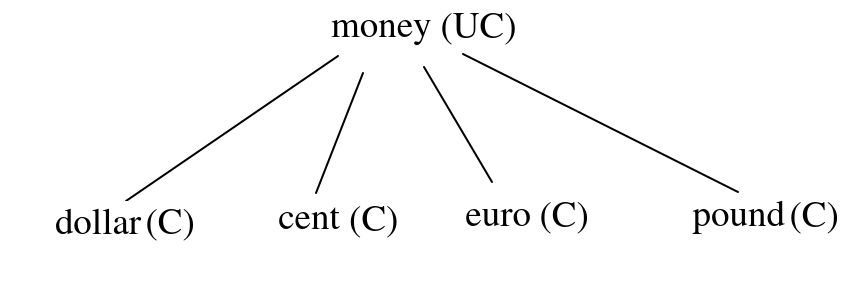 money (UC)
dollar (C) cent (C) euro (C) pound (C)